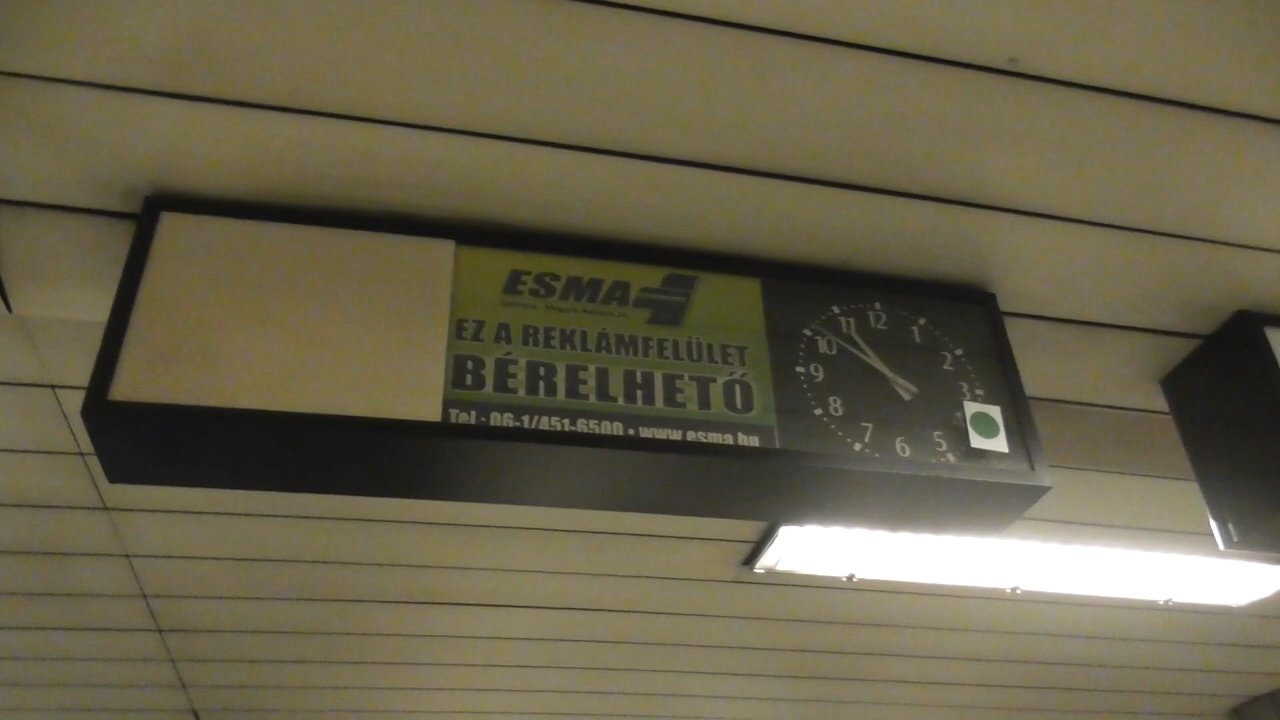 ESMA
EZ A REKLÁMFELÜLET
BÉRELHETŐ
Tel.: 06-1/451-6500 • www.esma.hu
12
1
2
3
5
6
7
8
9
10
11